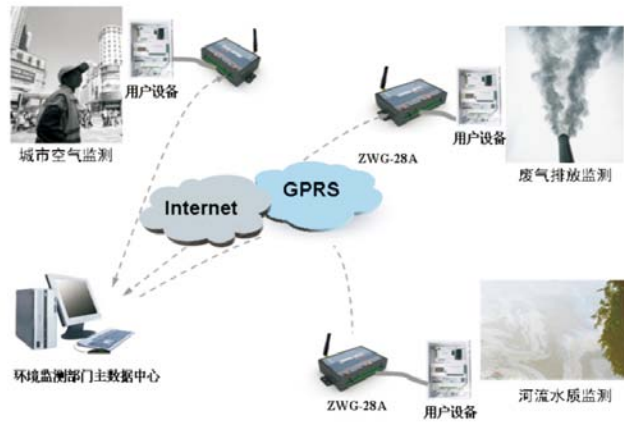 用户设备
城市空气监测
ZWG-28A
用户设备
废气排放监测
GPRS
Internet
环境监测部门主数据中心
ZWG-28A
用户设备
河流水质监测